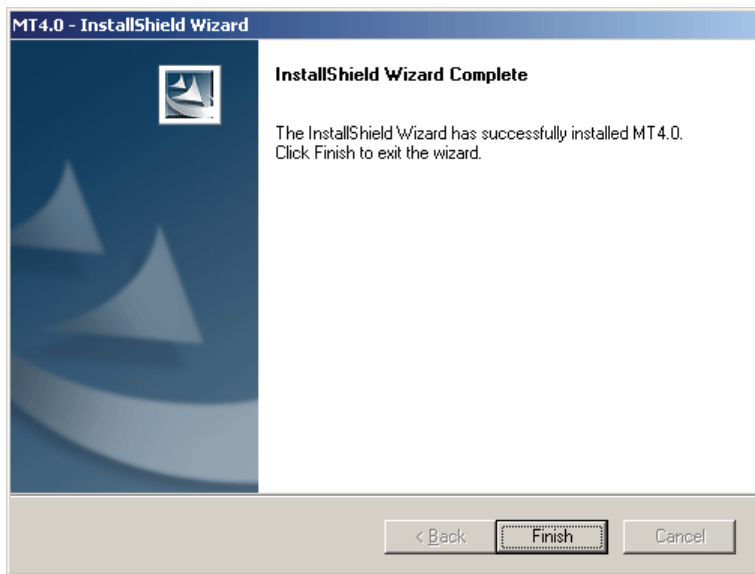 MT4.0 - InstallShield Wizard
InstallShield Wizard Complete
The InstallShield Wizard has successfully installed MT4.0.
Click Finish to exit the wizard.
< Back
Finish
Cancel